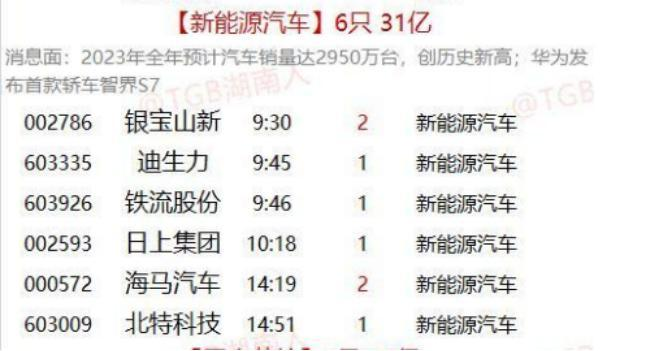 【新能源汽车】6只 31亿
消息面：2023年全年预计汽车销量达2950万台，创历史新高；华为发
布首款轿车智界S7
@TGB湖南人
@TGB
002786 银宝山新 9:30 2 新能源汽车
603335 迪生力 9:45 1 新能源汽车
603926 铁流股份 9:46 1 新能源汽车
002593 日上集团 10:18 1 新能源汽车
000572 海马汽车 14:19 2 新能源汽车
603009 北特科技 14:51 1 新能源汽车